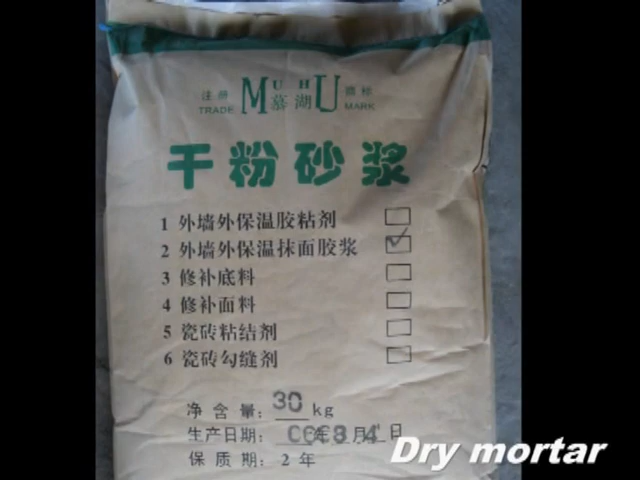 注册 MUHU 商标
TRADE 慕湖 MARK
干粉砂浆
1 外墙外保温胶粘剂
2 外墙外保温抹面胶浆
3 修补底料
4 修补面料
5 瓷砖粘结剂
6 瓷砖勾缝剂
净含量: 30 kg
生产日期: 年 月 日
保质期: 2 年
Dry mortar